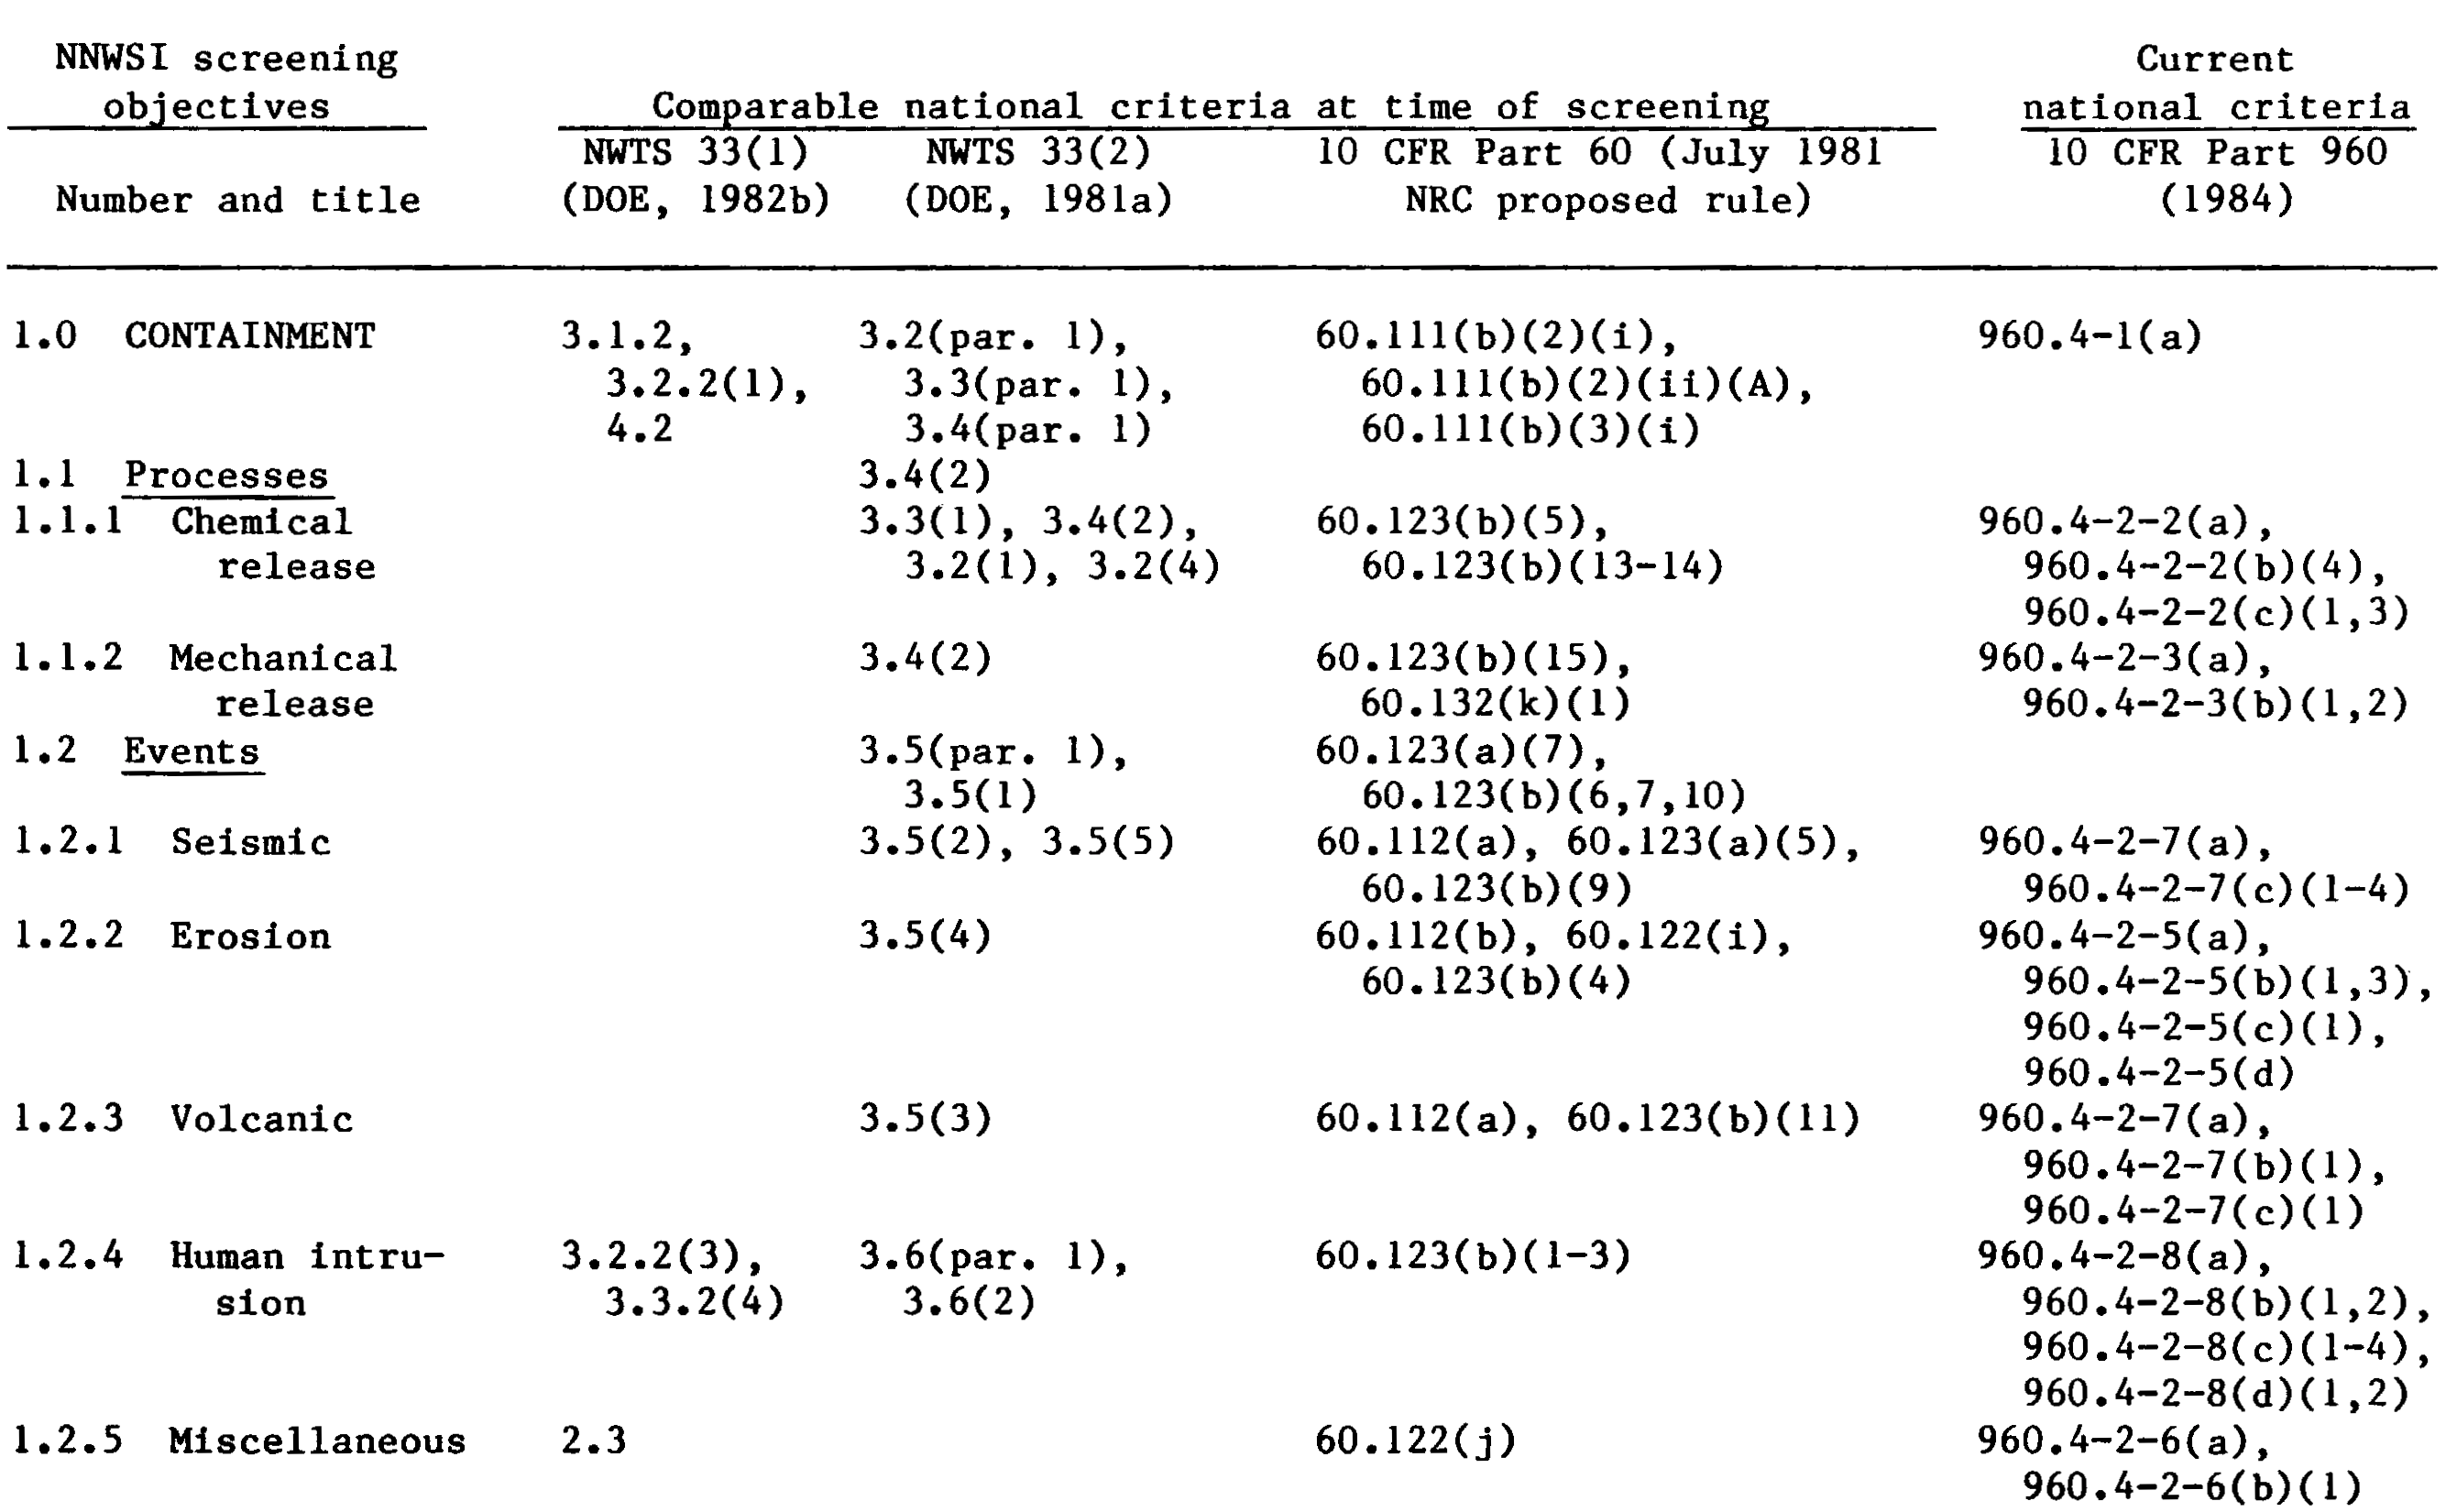 NNWSI screening Current
objectives Comparable national criteria at time of screening national criteria
NWTS 33(1) NWTS 33(2) 10 CFR Part 60 (July 1981 10 CFR Part 960
Number and title (DOE, 1982b) (DOE, 1981a) NRC proposed rule) (1984)
1.0 CONTAINMENT 3.1.2, 3.2(par. 1), 60.111(b)(2)(i), 960.4-1(a)
3.2.2(1), 3.3(par. 1), 60.111(b)(2)(ii)(A),
4.2 3.4(par. 1) 60.111(b)(3)(i)
1.1 Processes 3.4(2)
1.1.1 Chemical 3.3(1), 3.4(2), 60.123(b)(5), 960.4-2-2(a),
release 3.2(1), 3.2(4) 60.123(b)(13-14) 960.4-2-2(b)(4),
960.4-2-2(c)(1,3)
1.1.2 Mechanical 3.4(2) 60.123(b)(15), 960.4-2-3(a),
release 60.132(k)(1) 960.4-2-3(b)(1,2)
1.2 Events 3.5(par. 1), 60.123(a)(7),
3.5(1) 60.123(b)(6,7,10)
1.2.1 Seismic 3.5(2), 3.5(5) 60.112(a), 60.123(a)(5), 960.4-2-7(a),
60.123(b)(9) 960.4-2-7(c)(1-4)
1.2.2 Erosion 3.5(4) 60.112(b), 60.122(i), 960.4-2-5(a),
60.123(b)(4) 960.4-2-5(b)(1,3),
960.4-2-5(c)(1),
960.4-2-5(d)
1.2.3 Volcanic 3.5(3) 60.112(a), 60.123(b)(11) 960.4-2-7(a),
960.4-2-7(b)(1),
960.4-2-7(c)(1)
1.2.4 Human intru- 3.2.2(3), 3.6(par. 1), 60.123(b)(1-3) 960.4-2-8(a),
sion 3.3.2(4) 3.6(2) 960.4-2-8(b)(1,2),
960.4-2-8(c)(1-4),
960.4-2-8(d)(1,2)
1.2.5 Miscellaneous 2.3 60.122(j) 960.4-2-6(a),
960.4-2-6(b)(1)